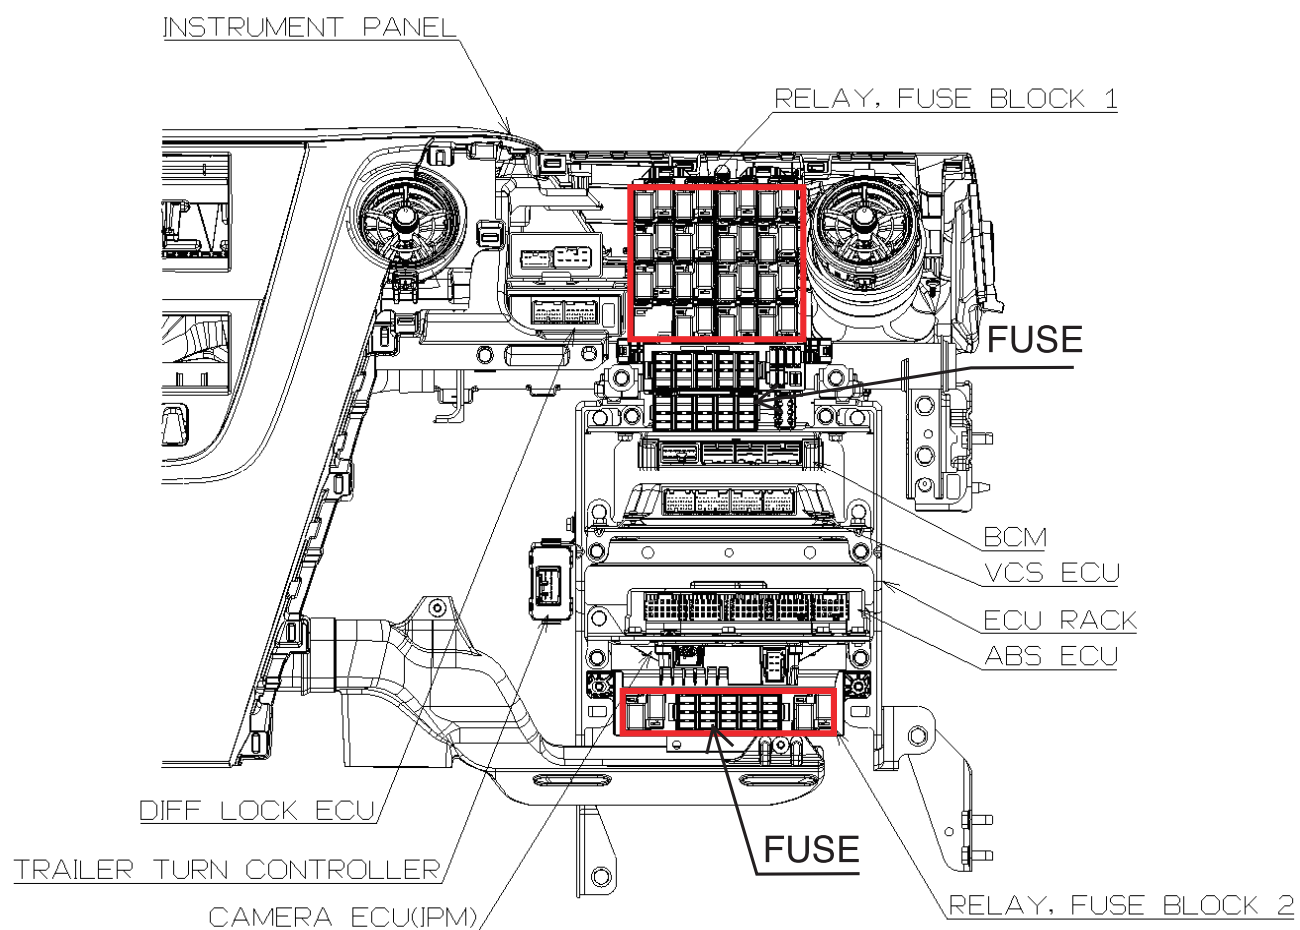 INSTRUMENT PANEL
RELAY, FUSE BLOCK 1
FUSE
BCM
VCS ECU
ECU RACK
ABS ECU
DIFF LOCK ECU
FUSE
TRAILER TURN CONTROLLER
RELAY, FUSE BLOCK 2
CAMERA ECU(IPM)